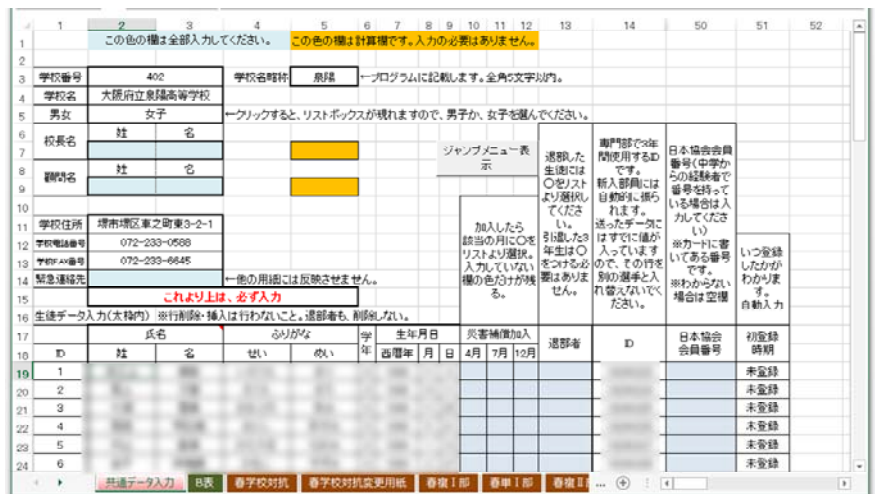 1 2 3 4 5 6 7 8 9 10 11 12 13 14 50 51 52
1 この色の欄は全部入力してください。 この色の欄は計算欄です。入力の必要はありません。
2
3 学校番号 402 学校名略称 泉陽 ←プログラムに記載します。全角5文字以内。
4 学校名 大阪府立泉陽高等学校
5 男女 女子 ←クリックすると、リストボックスが現れますので、男子か、女子を選んでください。
6 校長名 姓 名
7 ジャンプメニュー表示
8 顧問名 姓 名
9
10
11 学校住所 堺市堺区車之町東3-2-1
12 学校電話番号 072-233-0588
13 学校FAX番号 072-233-6645
14 緊急連絡先 ←他の用紙には反映させません。
15 これより上は、必ず入力
加入したら
該当の月に○を
リストより選択。
入力していない
欄の色だけが残
る。
退部した
生徒には
○をリスト
より選択し
てくださ
い。
引退した3
年生は○
をつける必
要はありま
せん。
専門部で3年
間使用するID
です。
新入部員には
自動的に振ら
れます。
送ったデータに
はすでに値が
入っています
ので、その行を
別の選手と入
れ替えないでく
ださい。
日本協会会員
番号(中学か
らの経験者で
番号を持って
いる場合は入
力してくださ
い)
※カードに書
いてある番号
です。
※わからない
場合は空欄
いつ登録
したかが
わかりま
す。
自動入力
16 生徒データ入力(太枠内) ※行削除・挿入は行わないこと。退部者も、削除しない。
17 氏名 ふりがな 学年 生年月日 災害補償加入 退部者 ID 日本協会会員番号 初登録時期
18 ID 姓 名 せい めい 西暦年 月 日 4月 7月 12月
19 1 未登録
20 2 未登録
21 3 未登録
22 4 未登録
23 5 未登録
24 6 未登録
共通データ入力 B表 春学校対抗 春学校対抗変更用紙 春複Ⅰ部 春単Ⅰ部 春複Ⅱ ...